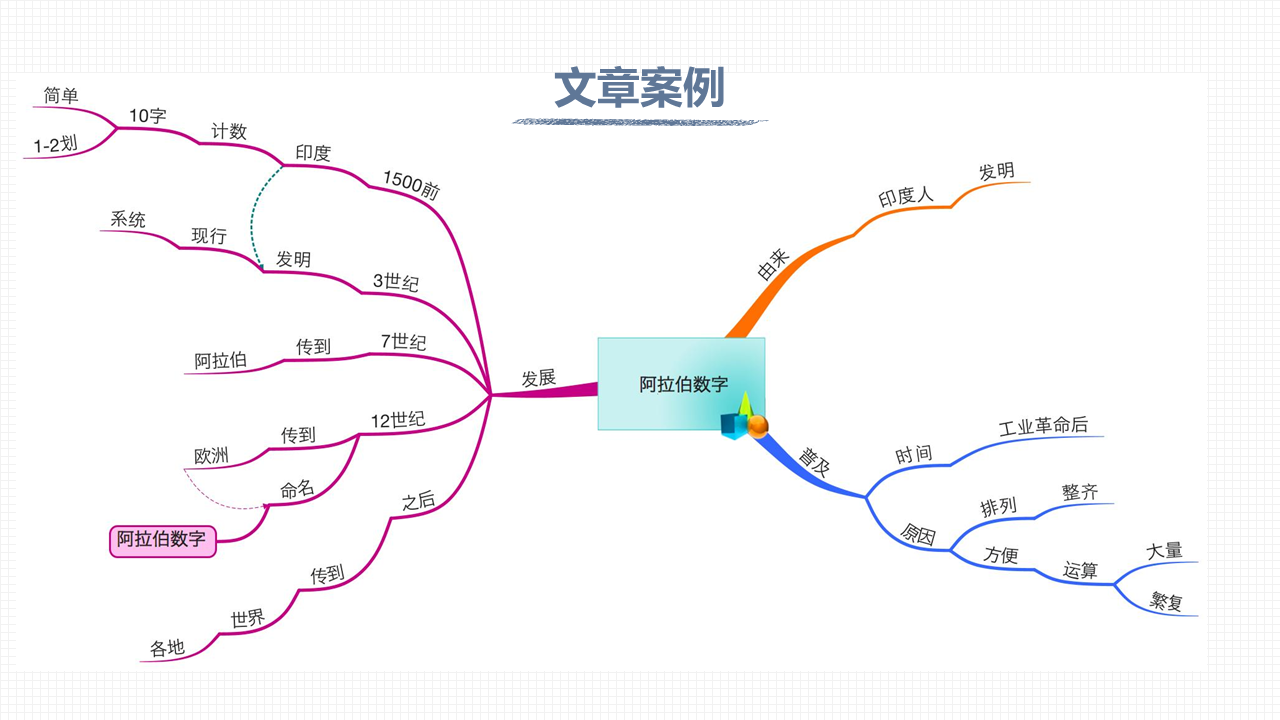 文章案例
阿拉伯数字
由来
印度人
发明
普及
时间
工业革命后
原因
排列
整齐
方便
运算
大量
繁复
发展
1500前
印度
计数
10字
简单
1-2划
3世纪
发明
现行
系统
7世纪
传到
阿拉伯
12世纪
传到
欧洲
命名
阿拉伯数字
之后
传到
世界
各地